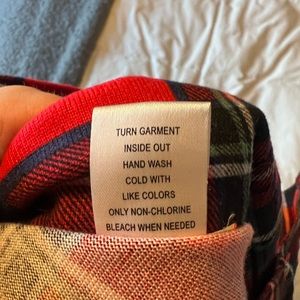 TURN GARMENT
INSIDE OUT
HAND WASH
COLD WITH
LIKE COLORS
ONLY NON-CHLORINE
BLEACH WHEN NEEDED